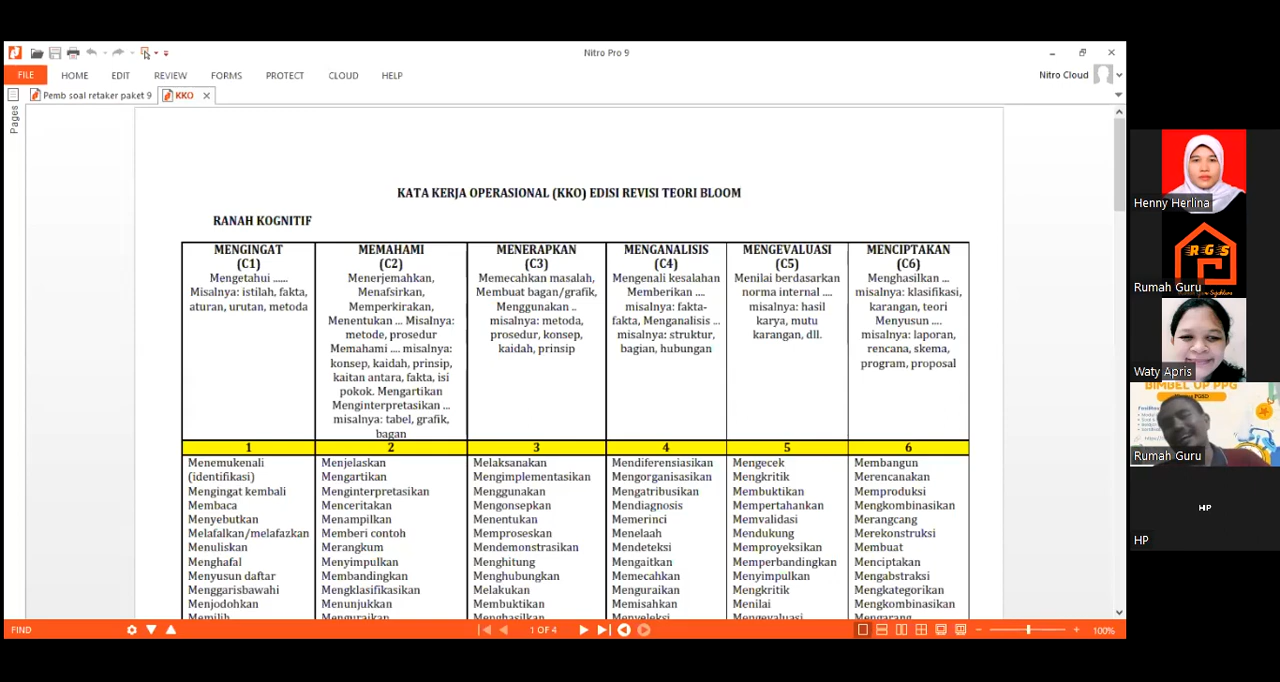 Nitro Pro 9
FILE HOME EDIT REVIEW FORMS PROTECT CLOUD HELP
Nitro Cloud
Pemb soal retaker paket 9
KKO
Pages
KATA KERJA OPERASIONAL (KKO) EDISI REVISI TEORI BLOOM
RANAH KOGNITIF
MENGINGAT
(C1)
Mengetahui ......
Misalnya: istilah, fakta,
aturan, urutan, metoda
MEMAHAMI
(C2)
Menerjemahkan,
Menafsirkan,
Memperkirakan,
Menentukan ... Misalnya:
metode, prosedur
Memahami .... misalnya:
konsep, kaidah, prinsip,
kaitan antara, fakta, isi
pokok. Mengartikan
Menginterpretasikan ...
misalnya: tabel, grafik,
bagan
MENERAPKAN
(C3)
Memecahkan masalah,
Membuat bagan/grafik,
Menggunakan ..
misalnya: metoda,
prosedur, konsep,
kaidah, prinsip
MENGANALISIS
(C4)
Mengenali kesalahan
Memberikan ....
misalnya: fakta-
fakta, Menganalisis ...
misalnya: struktur,
bagian, hubungan
MENGEVALUASI
(C5)
Menilai berdasarkan
norma internal ....
misalnya: hasil
karya, mutu
karangan, dll.
MENCIPTAKAN
(C6)
Menghasilkan ...
misalnya: klasifikasi,
karangan, teori
Menyusun ....
misalnya: laporan,
rencana, skema,
program, proposal
1 2 3 4 5 6
Menemukenali
(identifikasi)
Mengingat kembali
Membaca
Menyebutkan
Melafalkan/melafazkan
Menuliskan
Menghafal
Menyusun daftar
Menggarisbawahi
Menjodohkan
Memilih
Menjelaskan
Mengartikan
Menginterpretasikan
Menceritakan
Menampilkan
Memberi contoh
Merangkum
Menyimpulkan
Membandingkan
Mengklasifikasikan
Menunjukkan
Menguraikan
Melaksanakan
Mengimplementasikan
Menggunakan
Mengonsepkan
Menentukan
Memproseskan
Mendemonstrasikan
Menghitung
Menghubungkan
Melakukan
Membuktikan
Menghasilkan
Mendiferensiasikan
Mengorganisasikan
Mengatribusikan
Mendiagnosis
Memerinci
Menelaah
Mendeteksi
Mengaitkan
Memecahkan
Menguraikan
Memisahkan
Menyeleksi
Mengecek
Mengkritik
Membuktikan
Mempertahankan
Memvalidasi
Mendukung
Memproyeksikan
Memperbandingkan
Menyimpulkan
Mengkritik
Menilai
Mengevaluasi
Membangun
Merencanakan
Memproduksi
Mengkombinasikan
Merangcang
Merekonstruksi
Membuat
Menciptakan
Mengabstraksi
Mengkategorikan
Mengkombinasikan
Mengarang
FIND
1 OF 4
100%
Henny Herlina
RGS
Rumah Guru
Waty Apris
BIMBEL UP PPG
Rumah Guru
HP
HP